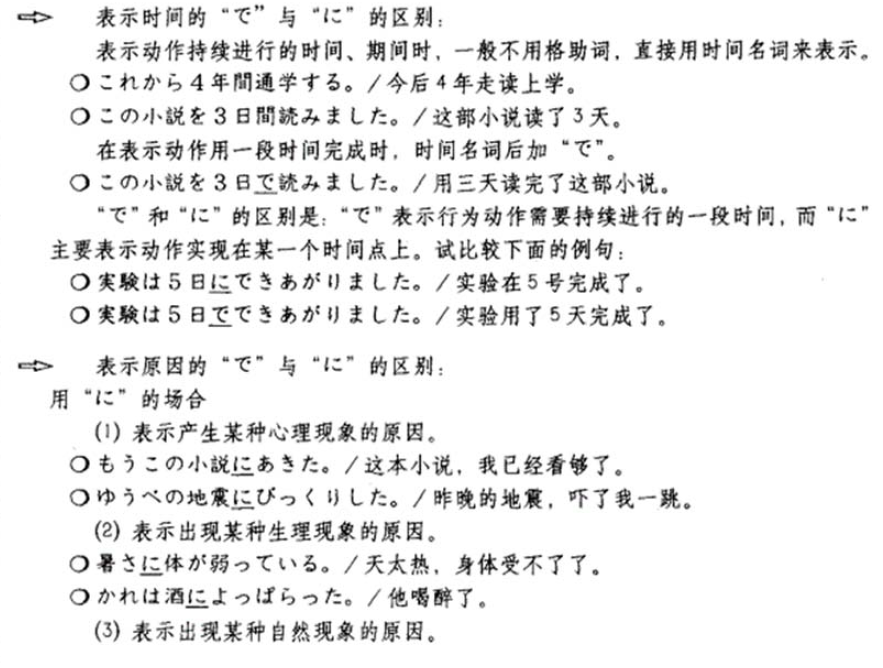 ⇨ 表示时间的“で”与“に”的区别：
表示动作持续进行的时间、期间时，一般不用格助词，直接用时间名词来表示。
○これから4年間通学する。/今后4年走读上学。
○この小説を3日間読みました。/这部小说读了3天。
在表示动作用一段时间完成时，时间名词后加“で”。
○この小説を3日で読みました。/用三天读完了这部小说。
“で”和“に”的区别是：“で”表示行为动作需要持续进行的一段时间，而“に”
主要表示动作实现在某一个时间点上。试比较下面的例句：
○実験は5日にできあがりました。/实验在5号完成了。
○実験は5日でできあがりました。/实验用了5天完成了。
⇨ 表示原因的“で”与“に”的区别：
用“に”的场合
(1) 表示产生某种心理现象的原因。
○もうこの小説にあきた。/这本小说，我已经看够了。
○ゆうべの地震にびっくりした。/昨晚的地震，吓了我一跳。
(2) 表示出现某种生理现象的原因。
○暑さに体が弱っている。/天太热，身体受不了了。
○かれは酒によっぱらった。/他喝醉了。
(3) 表示出现某种自然现象的原因。